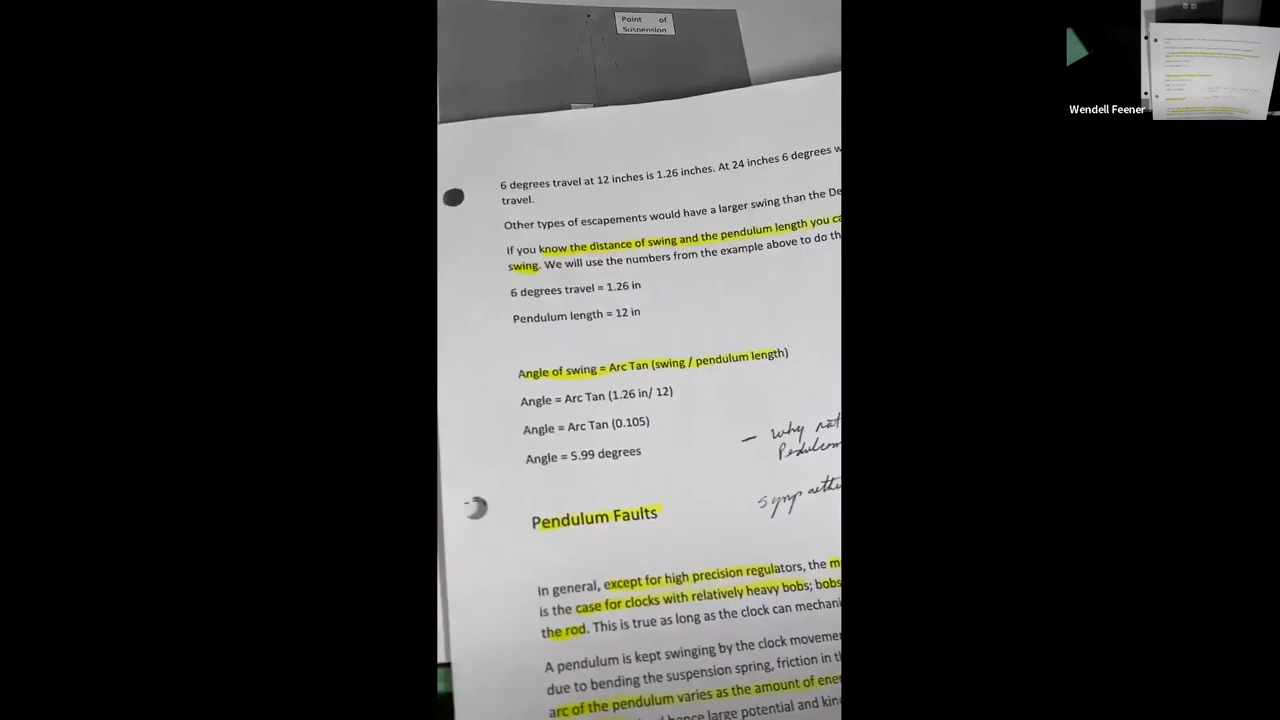 Point of
Suspension
Wendell Feener
6 degrees travel at 12 inches is 1.26 inches. At 24 inches 6 degrees
travel.
Other types of escapements would have a larger swing than the
If you know the distance of swing and the pendulum length you
swing. We will use the numbers from the example above to do
6 degrees travel = 1.26 in
Pendulum length = 12 in
Angle of swing = Arc Tan (swing / pendulum length)
Angle = Arc Tan (1.26 in/ 12)
Angle = Arc Tan (0.105)
Angle = 5.99 degrees
– why
Pendulum Faults
In general, except for high precision regulators, the
is the case for clocks with relatively heavy bobs; bobs
the rod. This is true as long as the clock can
A pendulum is kept swinging by the clock
due to bending the suspension spring, friction in
arc of the pendulum varies as the amount of
hence large potential and